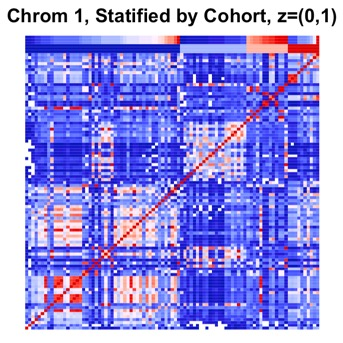 Chrom 1, Statified by Cohort, z=(0,1)